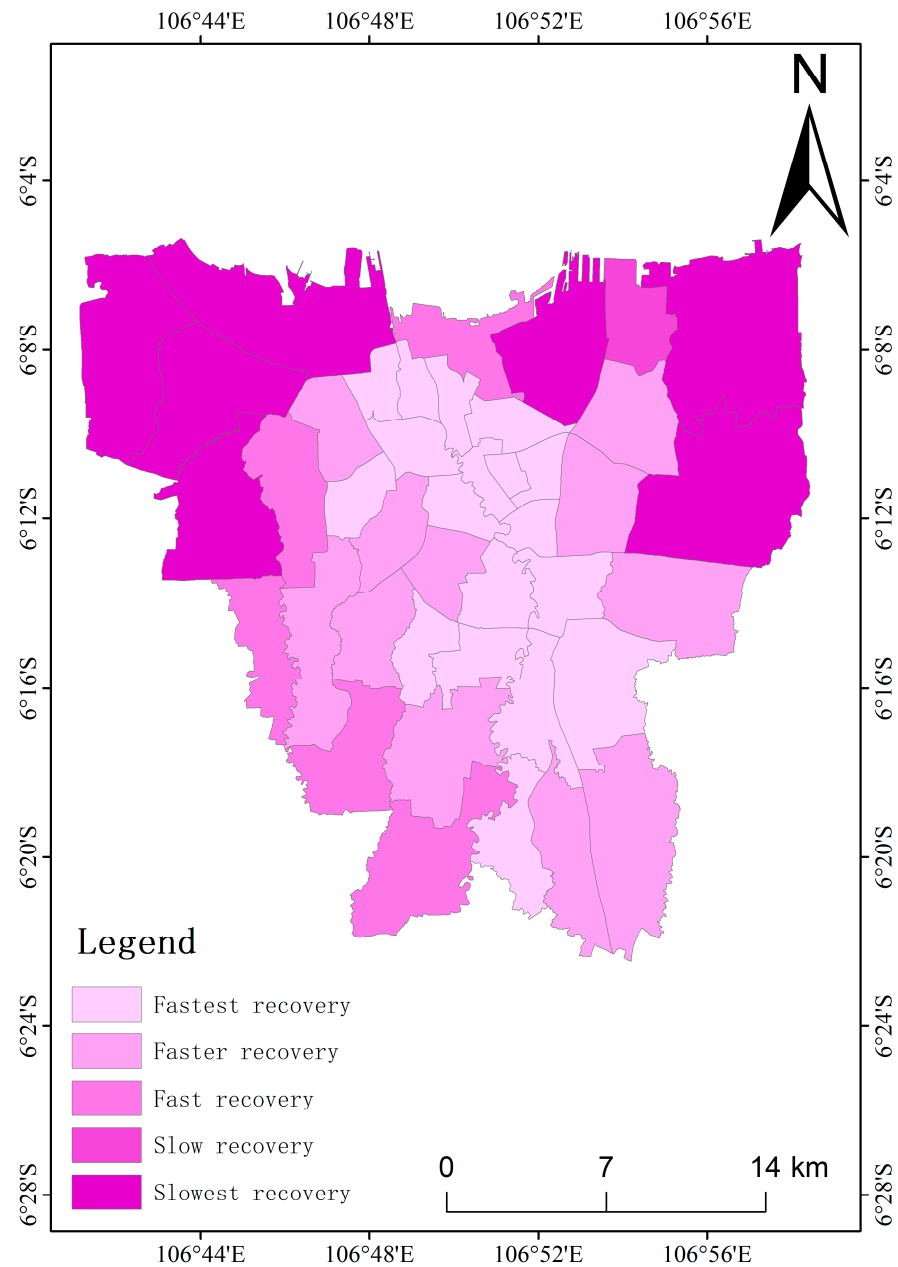 106°44'E 106°48'E 106°52'E 106°56'E
N
6°4'S 6°4'S
6°8'S 6°8'S
6°12'S 6°12'S
6°16'S 6°16'S
6°20'S 6°20'S
Legend
Fastest recovery
6°24'S 6°24'S
Faster recovery
Fast recovery
Slow recovery
0 7 14 km
Slowest recovery
6°28'S 6°28'S
106°44'E 106°48'E 106°52'E 106°56'E